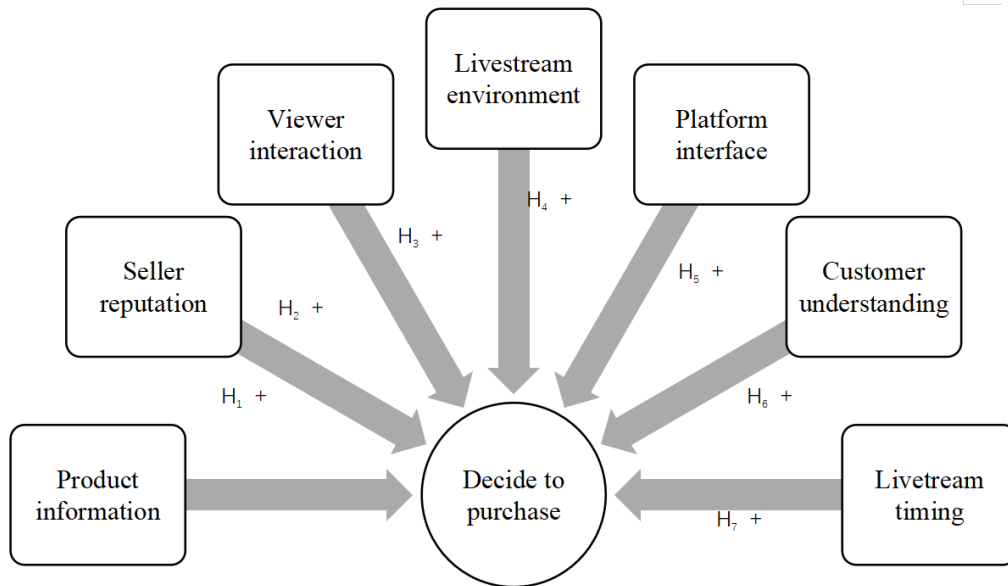 Livestream
environment
Viewer
interaction
Platform
interface
H₄ +
H₃ +
H₅ +
Seller
reputation
Customer
understanding
H₂ +
H₁ +
H₆ +
Product
information
Decide to
purchase
Livetream
timing
H₇ +